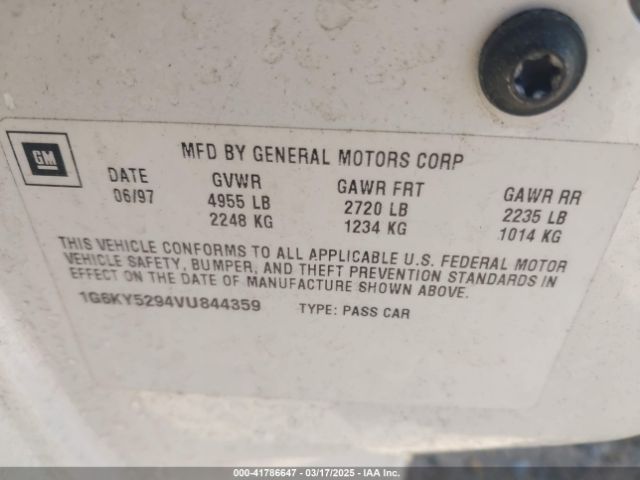 GM
MFD BY GENERAL MOTORS CORP
DATE GVWR GAWR FRT GAWR RR
06/97 4955 LB 2720 LB 2235 LB
2248 KG 1234 KG 1014 KG
THIS VEHICLE CONFORMS TO ALL APPLICABLE U.S. FEDERAL MOTOR
VEHICLE SAFETY, BUMPER, AND THEFT PREVENTION STANDARDS IN
EFFECT ON THE DATE OF MANUFACTURE SHOWN ABOVE.
1G6KY5294VU844359 TYPE: PASS CAR
000-41786647 - 03/17/2025 - IAA Inc.